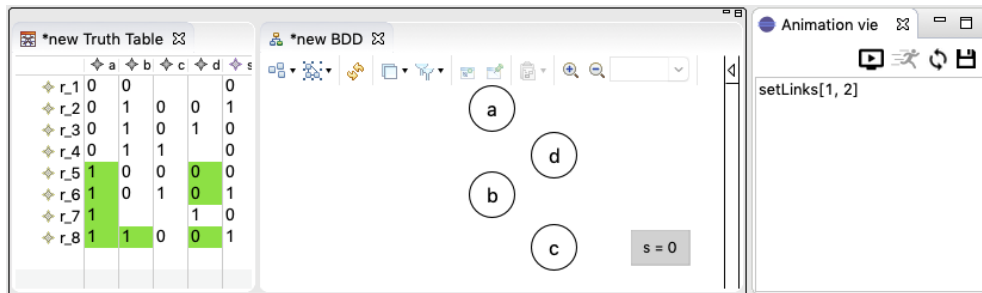 *new Truth Table
a b c d s
r_1 0 0 0
r_2 0 1 0 0 1
r_3 0 1 0 1 0
r_4 0 1 1 0
r_5 1 0 0 0 0
r_6 1 0 1 0 1
r_7 1 1 0
r_8 1 1 0 0 1
*new BDD
a
d
b
c
s = 0
Animation vie
setLinks[1, 2]